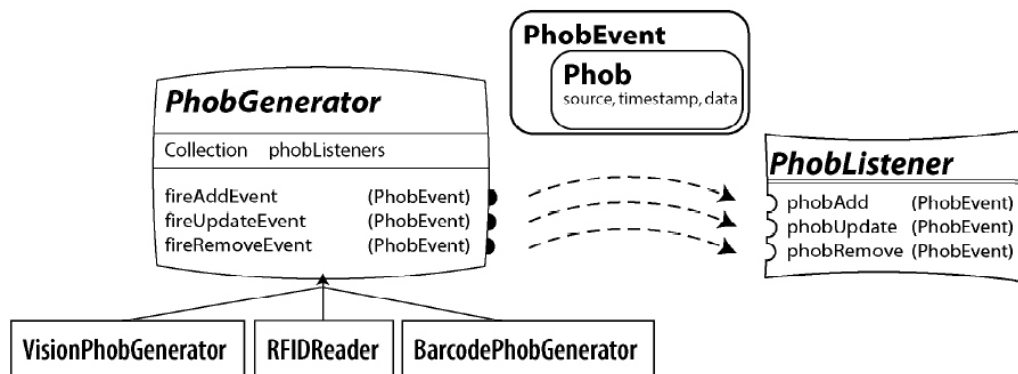 PhobEvent
Phob
source, timestamp, data
PhobGenerator
Collection phobListeners
fireAddEvent (PhobEvent)
fireUpdateEvent (PhobEvent)
fireRemoveEvent (PhobEvent)
PhobListener
phobAdd (PhobEvent)
phobUpdate (PhobEvent)
phobRemove (PhobEvent)
VisionPhobGenerator
RFIDReader
BarcodePhobGenerator